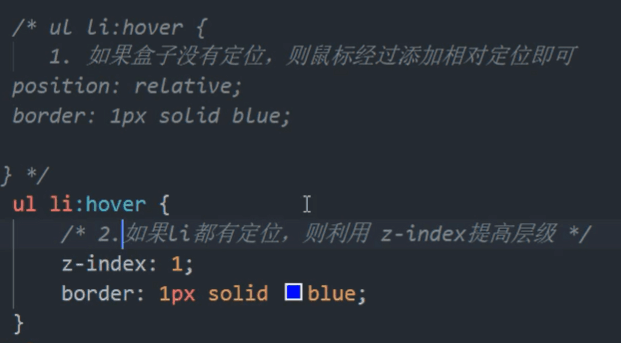 /* ul li:hover {
1. 如果盒子没有定位，则鼠标经过添加相对定位即可
position: relative;
border: 1px solid blue;
} */
ul li:hover {
/* 2.如果li都有定位，则利用 z-index提高层级 */
z-index: 1;
border: 1px solid blue;
}